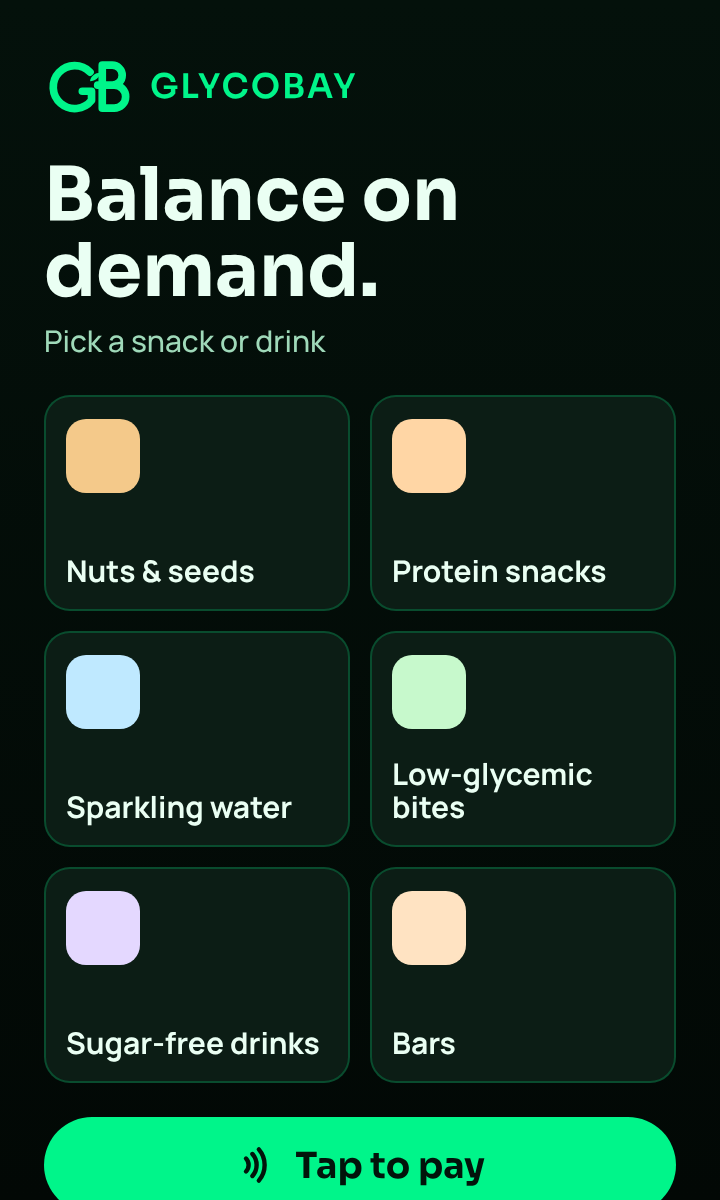 GB GLYCOBAY
Balance on
demand.
Pick a snack or drink
Nuts & seeds
Protein snacks
Sparkling water
Low-glycemic
bites
Sugar-free drinks
Bars
Tap to pay